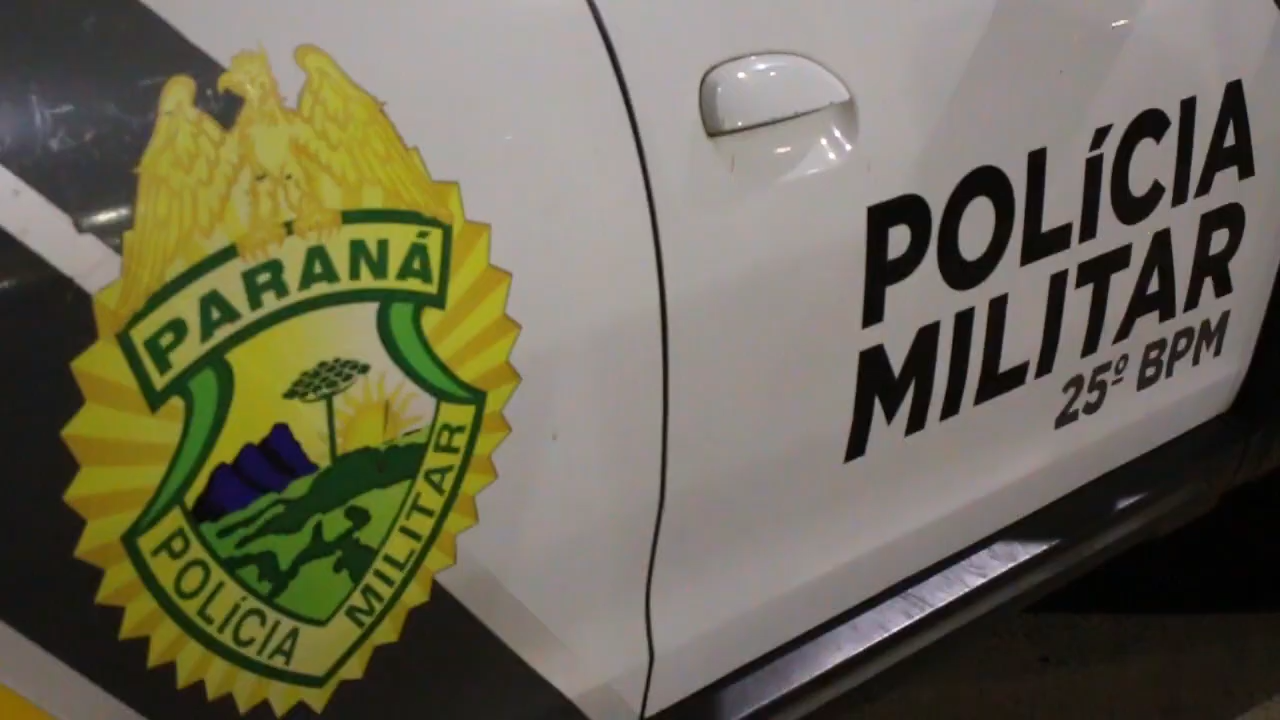 PARANÁ
POLÍCIA MILITAR
POLÍCIA
MILITAR
25º BPM